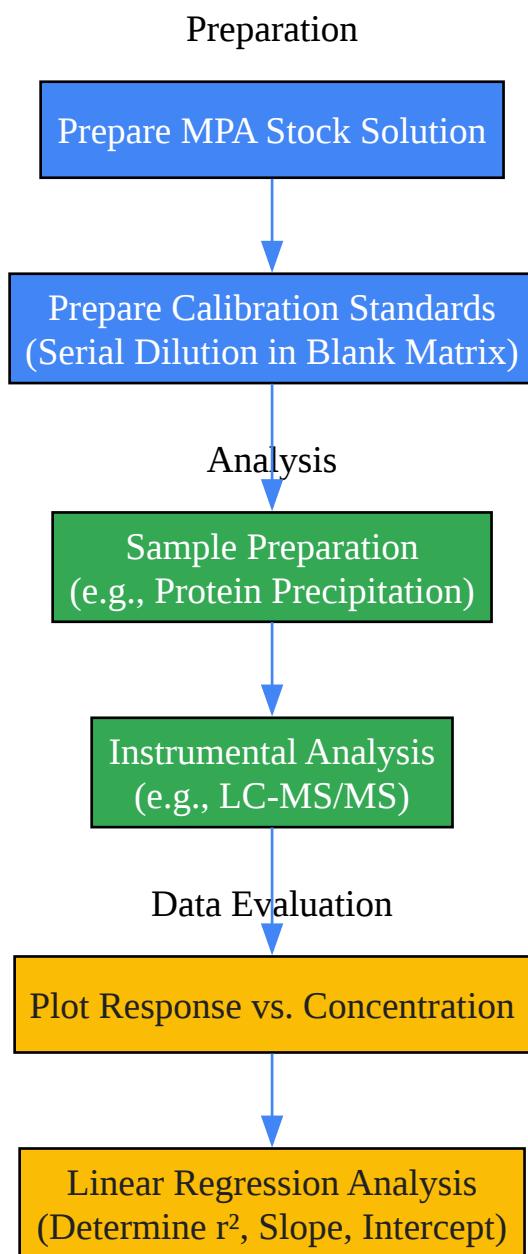 Preparation
Prepare MPA Stock Solution
Prepare Calibration Standards
(Serial Dilution in Blank Matrix)
Analysis
Sample Preparation
(e.g., Protein Precipitation)
Instrumental Analysis
(e.g., LC-MS/MS)
Data Evaluation
Plot Response vs. Concentration
Linear Regression Analysis
(Determine r², Slope, Intercept)